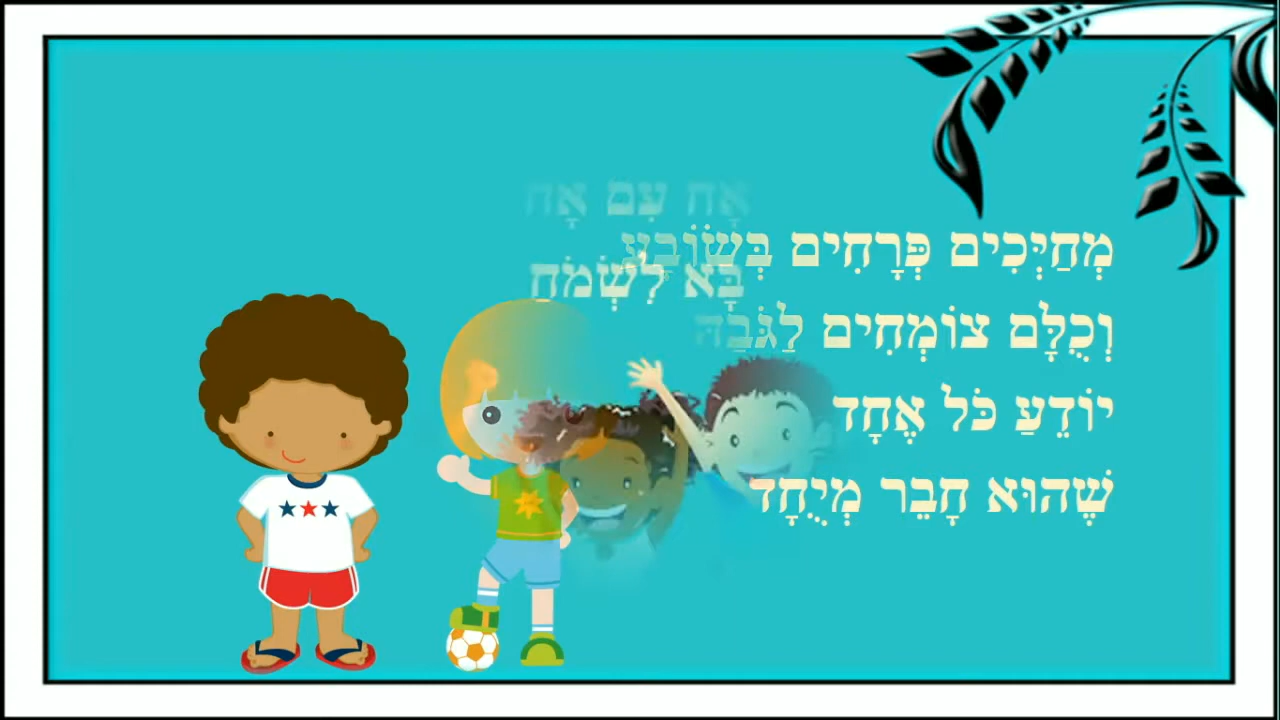 אָח עִם אָח
בָּא לִשְׂמֹחַ
מְחַיְּכִים פְּרָחִים בְּשׂוֹבַע
וְכֻלָּם צוֹמְחִים לַגֹּבַהּ
יוֹדֵעַ כֹּל אֶחָד
שֶׁהוּא חָבֵר מְיֻחָד